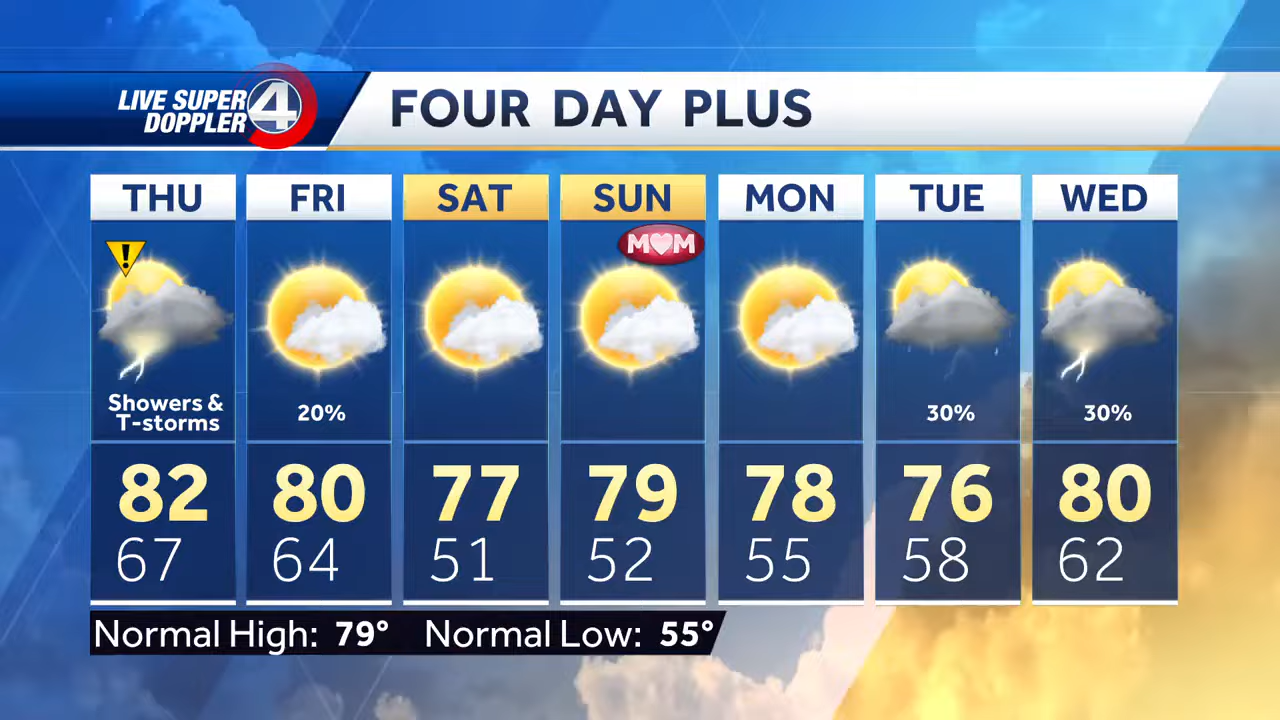 LIVE SUPER
DOPPLER 4
FOUR DAY PLUS
THU FRI SAT SUN MON TUE WED
!
M♥M
Showers &
T-storms
20% 30% 30%
82 80 77 79 78 76 80
67 64 51 52 55 58 62
Normal High: 79° Normal Low: 55°